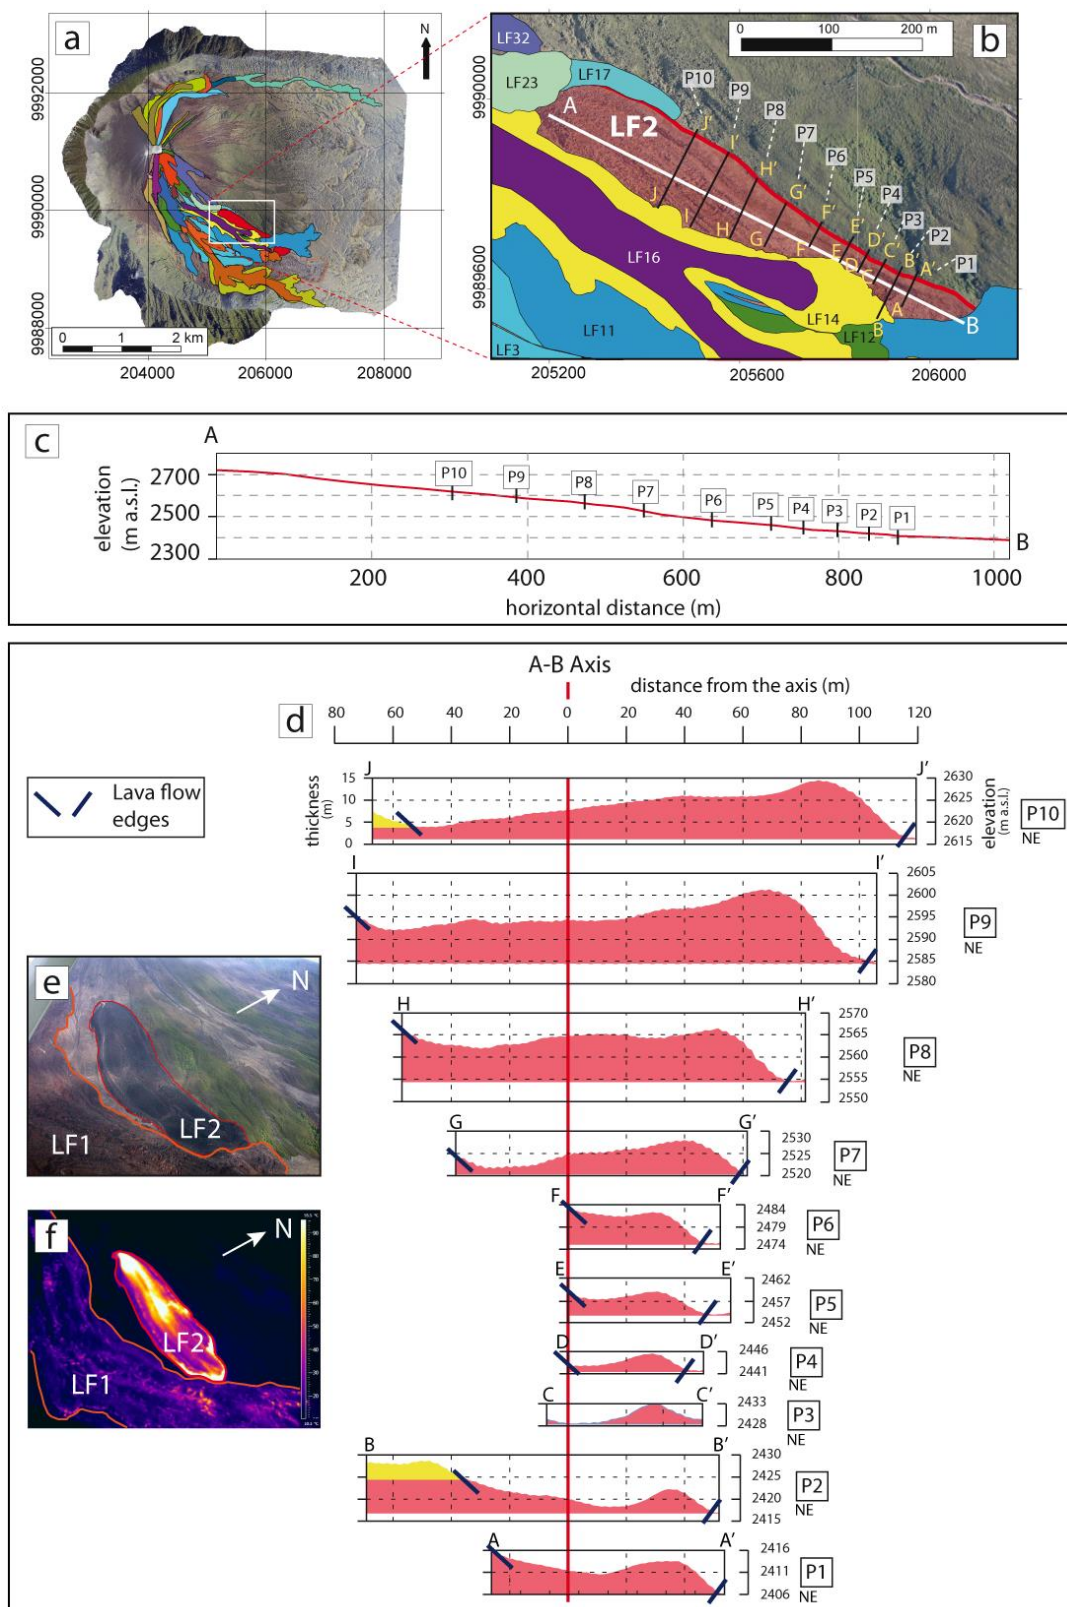 a
N
9992000
9990000
9988000
0 1 2 km
204000 206000 208000
b
0 100 200 m
LF32
LF23
LF17
A
LF2
P10
P9
P8
P7
P6
P5
P4
P3
P2
P1
J'
I'
H'
G'
F'
E'
D'
C'
B'
A'
J
I
H
G
F
E
D
C
B
A
B
LF16
LF14
LF11
LF12
LF3
9990000
9989600
205200 205600 206000
c
A
elevation
(m a.s.l.)
2700
2500
2300
P10 P9 P8 P7 P6 P5 P4 P3 P2 P1
B
200 400 600 800 1000
horizontal distance (m)
A-B Axis
distance from the axis (m)
d
80 60 40 20 0 20 40 60 80 100 120
Lava flow
edges
J J'
thickness
(m)
15
10
5
0
2630
2625
2620
2615
elevation
(m a.s.l.)
P10
NE
I I'
2605
2600
2595
2590
2585
2580
P9
NE
e
N
LF1
LF2
H H'
2570
2565
2560
2555
2550
P8
NE
G G'
2530
2525
2520
P7
NE
f
N
LF2
LF1
F F'
2484
2479
2474
P6
NE
E E'
2462
2457
2452
P5
NE
D D'
2446
2441
P4
NE
C C'
2433
2428
P3
NE
B B'
2430
2425
2420
2415
P2
NE
A A'
2416
2411
2406
P1
NE